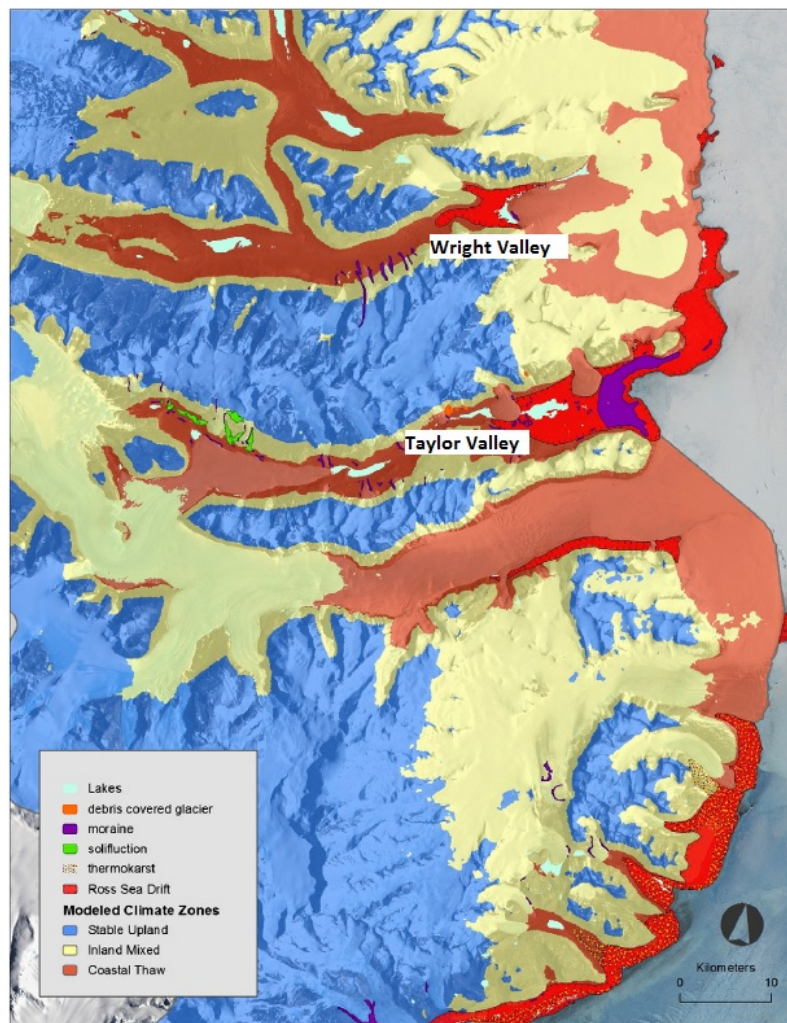 Wright Valley
Taylor Valley
Lakes
debris covered glacier
moraine
solifluction
thermokarst
Ross Sea Drift
Modeled Climate Zones
Stable Upland
Inland Mixed
Coastal Thaw
Kilometers
0 10